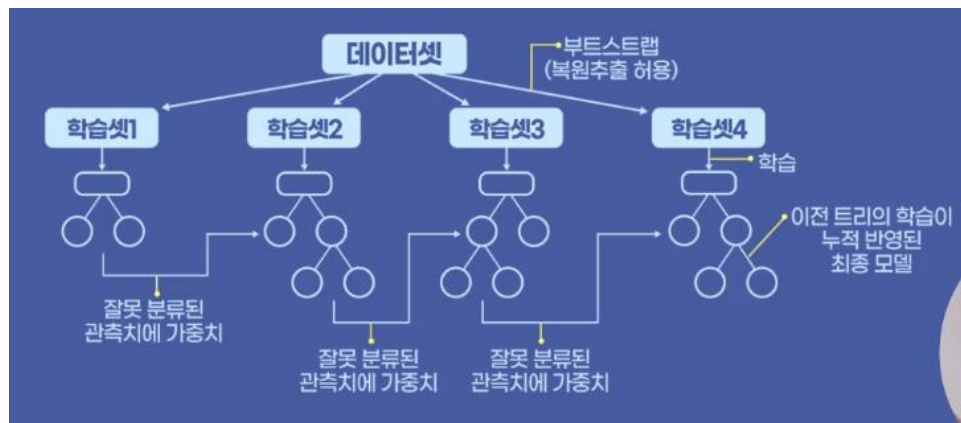 데이터셋
부트스트랩
(복원추출 허용)
학습셋1
학습셋2
학습셋3
학습셋4
학습
이전 트리의 학습이
누적 반영된
최종 모델
잘못 분류된
관측치에 가중치
잘못 분류된
관측치에 가중치
잘못 분류된
관측치에 가중치